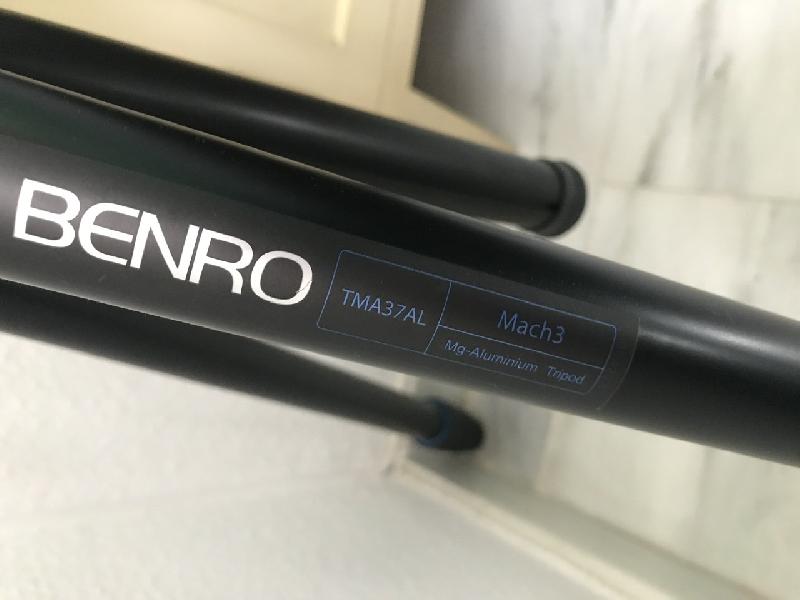 BENRO
TMA37AL
Mach3
Mg-Aluminium Tripod